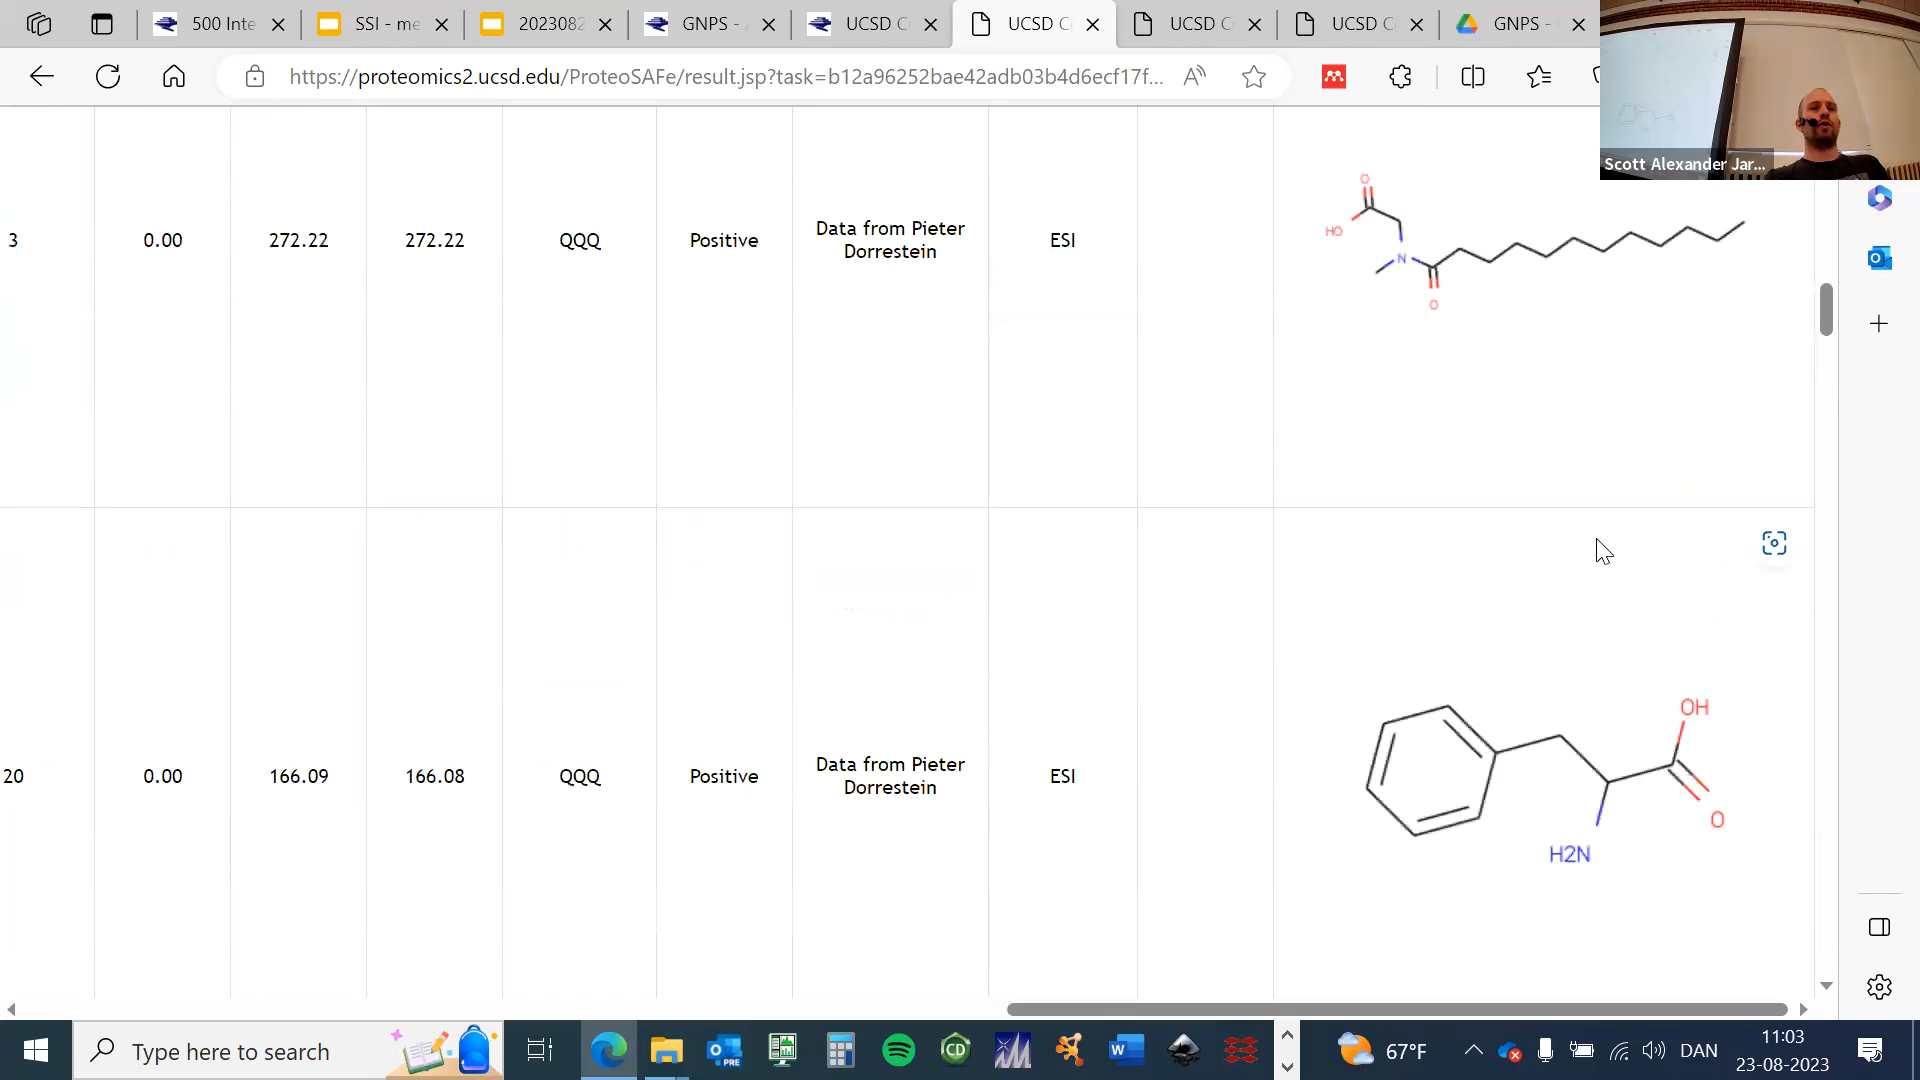 500 Inte
SSI - me
2023082
GNPS -
UCSD C
UCSD C
UCSD C
UCSD C
GNPS -
https://proteomics2.ucsd.edu/ProteoSAFe/result.jsp?task=b12a96252bae42adb03b4d6ecf17f...
Scott Alexander Jar...
3
0.00
272.22
272.22
QQQ
Positive
Data from Pieter
Dorrestein
ESI
O
HO
N
O
20
0.00
166.09
166.08
QQQ
Positive
Data from Pieter
Dorrestein
ESI
OH
O
H2N
Type here to search
PRE
CD
W
67°F
DAN
11:03
23-08-2023